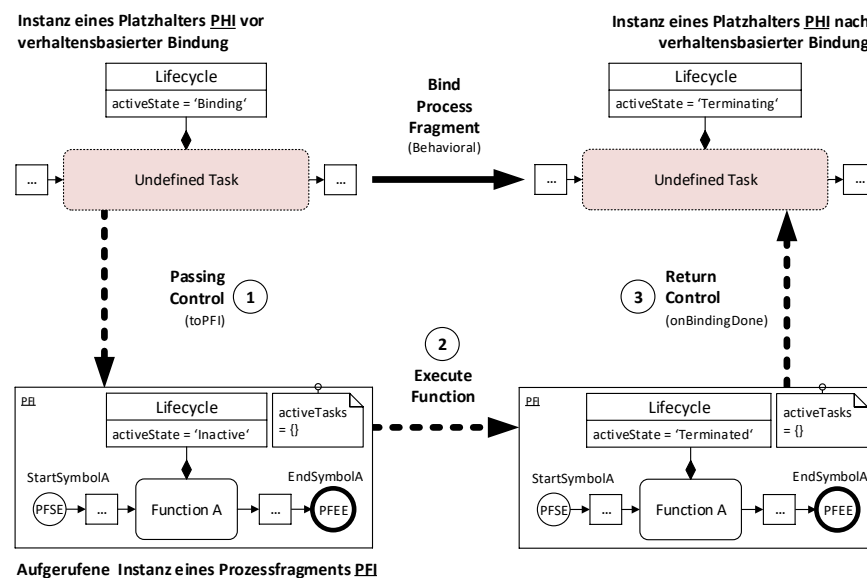 Instanz eines Platzhalters PHI vor
verhaltensbasierter Bindung
Instanz eines Platzhalters PHI nach
verhaltensbasierter Bindung
Lifecycle
activeState = ‘Binding‘
Bind
Process
Fragment
(Behavioral)
Lifecycle
activeState = ‘Terminating‘
...
Undefined Task
...
...
Undefined Task
...
Passing
Control
(toPFI)
1
2
Execute
Function
3
Return
Control
(onBindingDone)
PFI
Lifecycle
activeState = ‘Inactive‘
activeTasks
= {}
StartSymbolA
EndSymbolA
PFSE
...
Function A
...
PFEE
PFI
Lifecycle
activeState = ‘Terminated‘
activeTasks
= {}
StartSymbolA
EndSymbolA
PFSE
...
Function A
...
PFEE
Aufgerufene Instanz eines Prozessfragments PFI